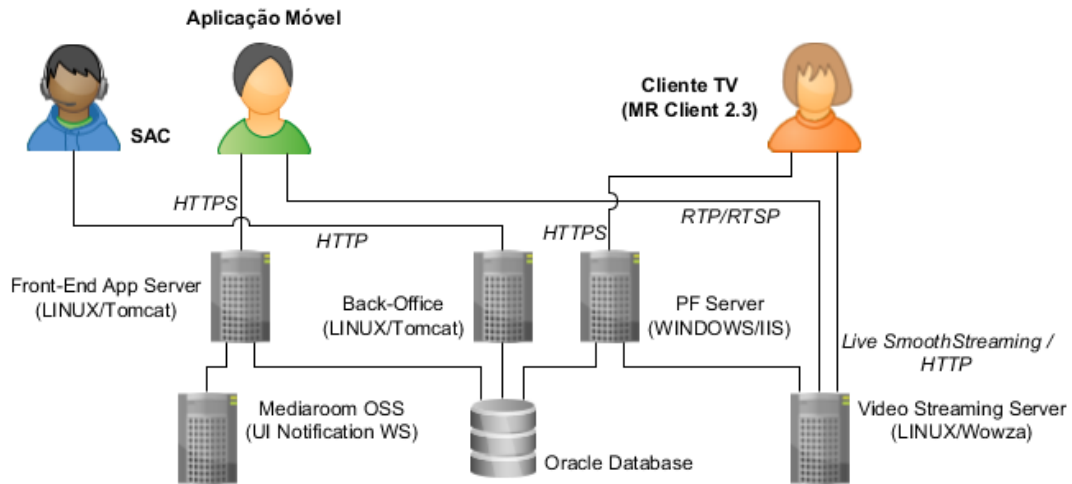 Aplicação Móvel
SAC
Cliente TV
(MR Client 2.3)
HTTPS
HTTP
HTTPS
RTP/RTSP
Front-End App Server
(LINUX/Tomcat)
Back-Office
(LINUX/Tomcat)
PF Server
(WINDOWS/IIS)
Live SmoothStreaming /
HTTP
Mediaroom OSS
(UI Notification WS)
Oracle Database
Video Streaming Server
(LINUX/Wowza)